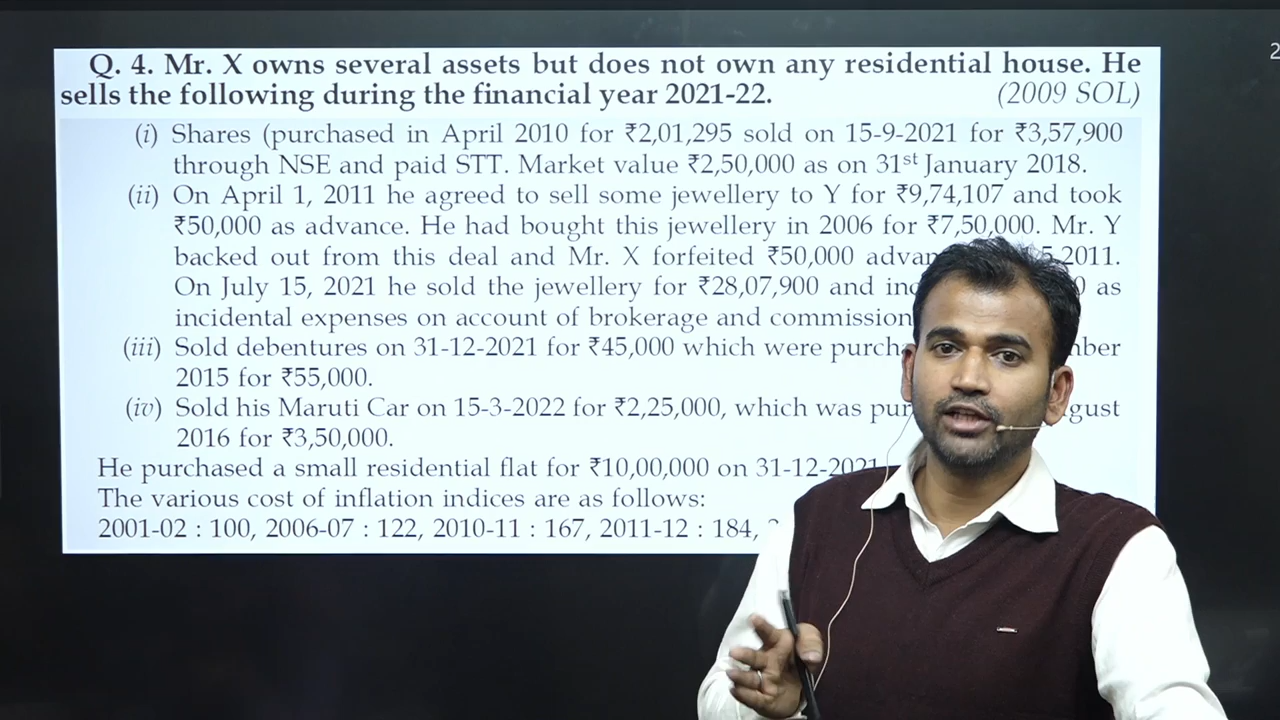 Q. 4. Mr. X owns several assets but does not own any residential house. He
sells the following during the financial year 2021-22. (2009 SOL)
(i) Shares (purchased in April 2010 for ₹2,01,295 sold on 15-9-2021 for ₹3,57,900
through NSE and paid STT. Market value ₹2,50,000 as on 31st January 2018.
(ii) On April 1, 2011 he agreed to sell some jewellery to Y for ₹9,74,107 and took
₹50,000 as advance. He had bought this jewellery in 2006 for ₹7,50,000. Mr. Y
backed out from this deal and Mr. X forfeited ₹50,000 2011.
On July 15, 2021 he sold the jewellery for ₹28,07,900 and as
incidental expenses on account of brokerage and commission
(iii) Sold debentures on 31-12-2021 for ₹45,000 which were
2015 for ₹55,000.
(iv) Sold his Maruti Car on 15-3-2022 for ₹2,25,000, which was
2016 for ₹3,50,000.
He purchased a small residential flat for ₹10,00,000 on 31-12-2021
The various cost of inflation indices are as follows:
2001-02 : 100, 2006-07 : 122, 2010-11 : 167, 2011-12 : 184,